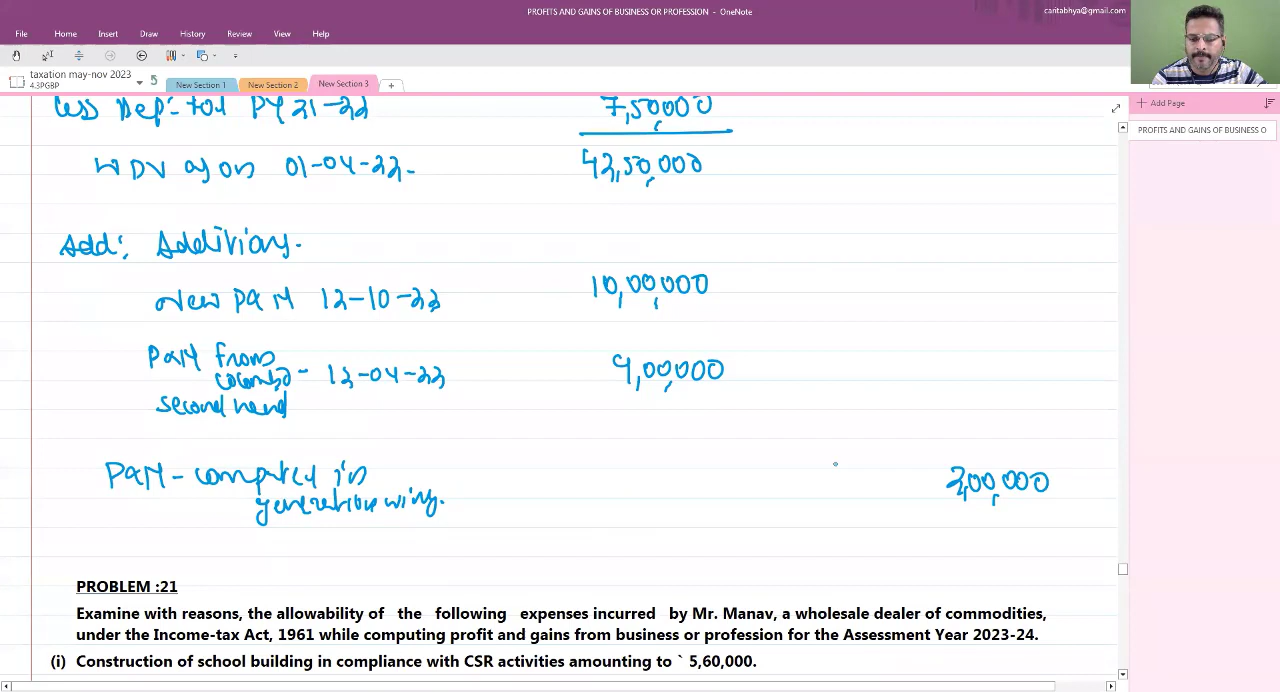 PROFITS AND GAINS OF BUSINESS OR PROFESSION - OneNote
caritabhya@gmail.com
File Home Insert Draw History Review View Help
taxation may-nov 2023
4.3PGBP
5
New Section 1 New Section 2 New Section 3 +
Add Page
PROFITS AND GAINS OF BUSINESS O
Less Dep: for PY 21-22 7,50,000
WDV as on 01-04-22 42,50,000
Add: Additions.
New P&M 12-10-22 10,00,000
P&M from
Colombo - 12-04-22 9,00,000
second hand
P&M - computer in 2,00,000
generation wing.
PROBLEM :21
Examine with reasons, the allowability of the following expenses incurred by Mr. Manav, a wholesale dealer of commodities,
under the Income-tax Act, 1961 while computing profit and gains from business or profession for the Assessment Year 2023-24.
(i) Construction of school building in compliance with CSR activities amounting to ` 5,60,000.